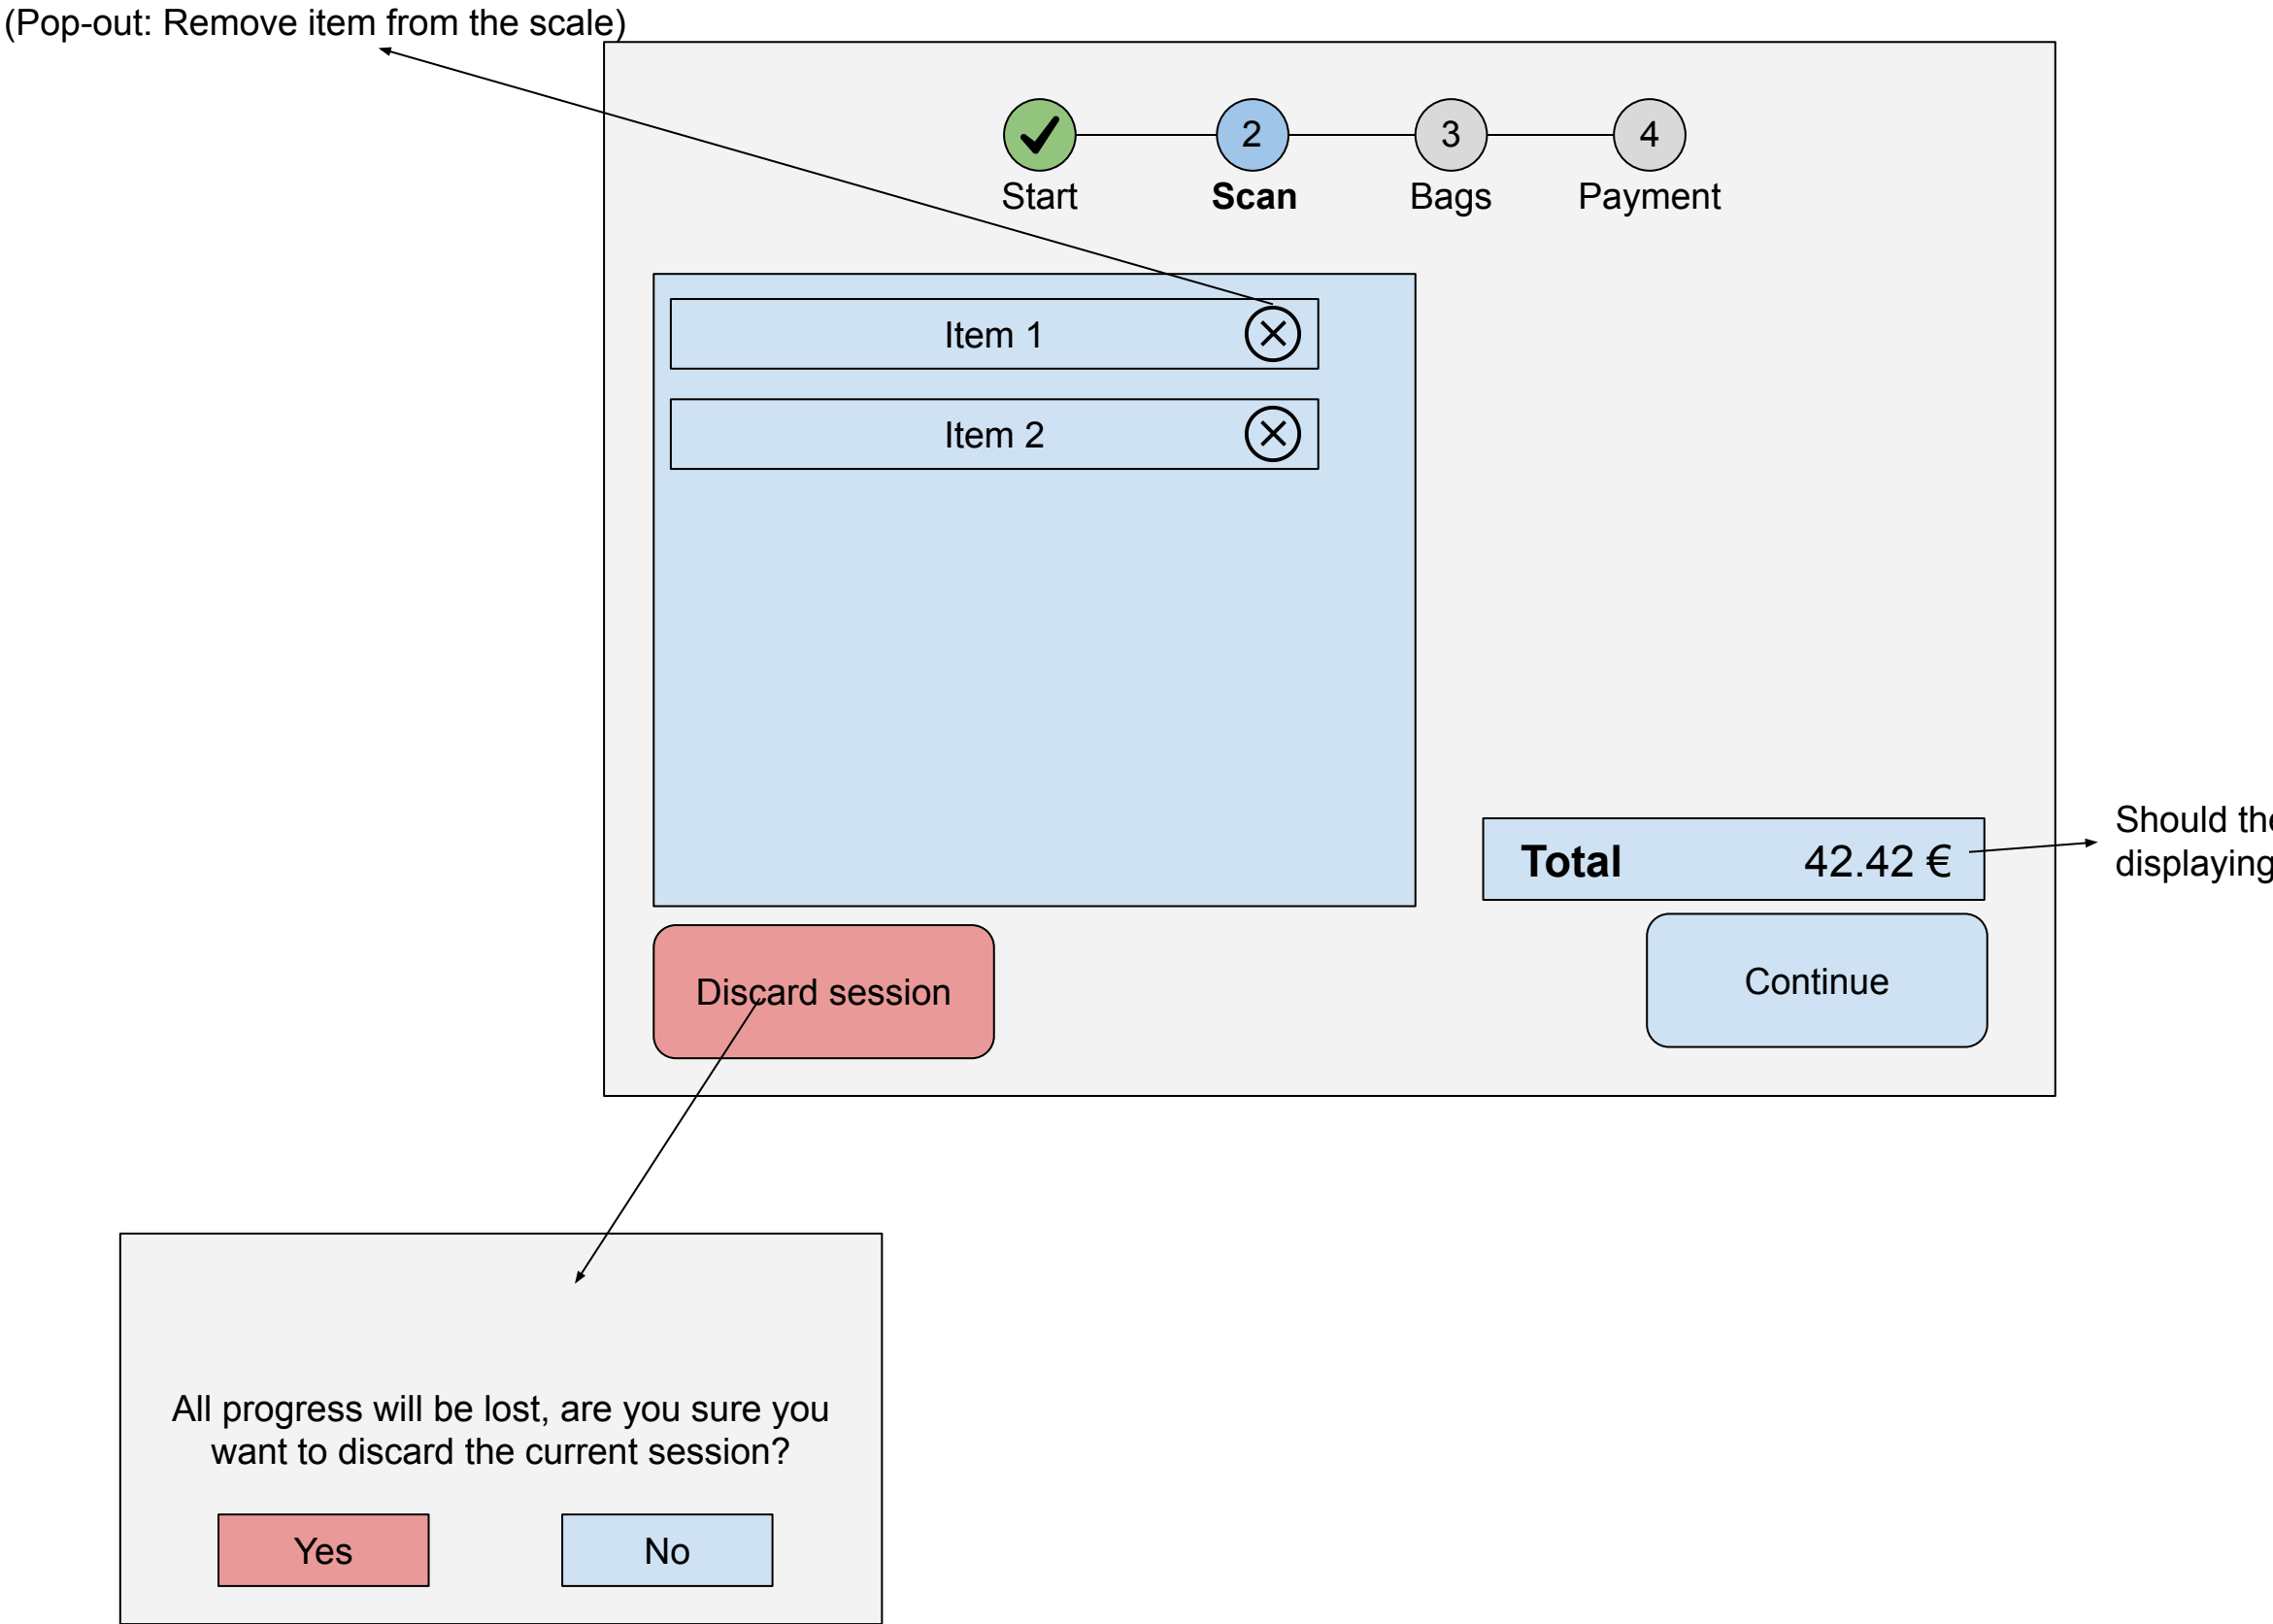 (Pop-out: Remove item from the scale)
2
3
4
Start
Scan
Bags
Payment
Item 1
Item 2
Should
displaying
Total 42.42 €
Discard session
Continue
All progress will be lost, are you sure you
want to discard the current session?
Yes
No